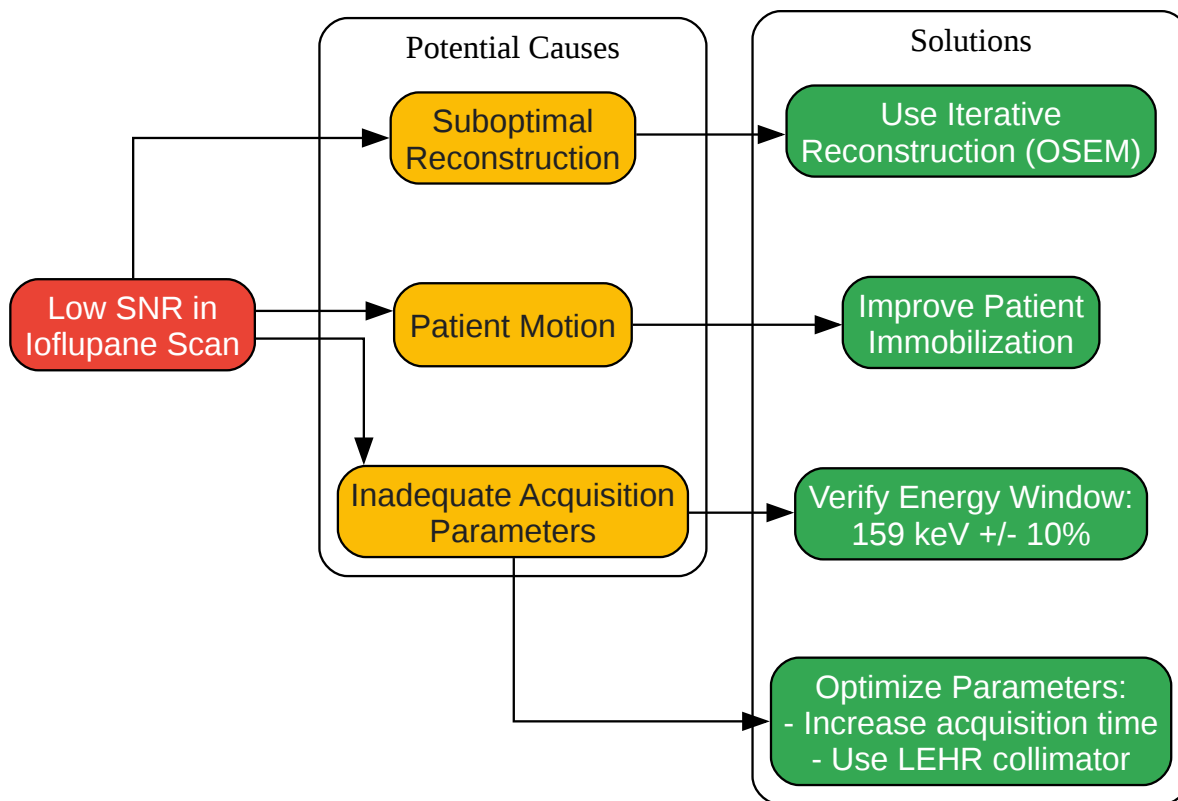 Potential Causes
Solutions
Suboptimal
Reconstruction
Use Iterative
Reconstruction (OSEM)
Low SNR in
Ioflupane Scan
Patient Motion
Improve Patient
Immobilization
Inadequate Acquisition
Parameters
Verify Energy Window:
159 keV +/- 10%
Optimize Parameters:
- Increase acquisition time
- Use LEHR collimator